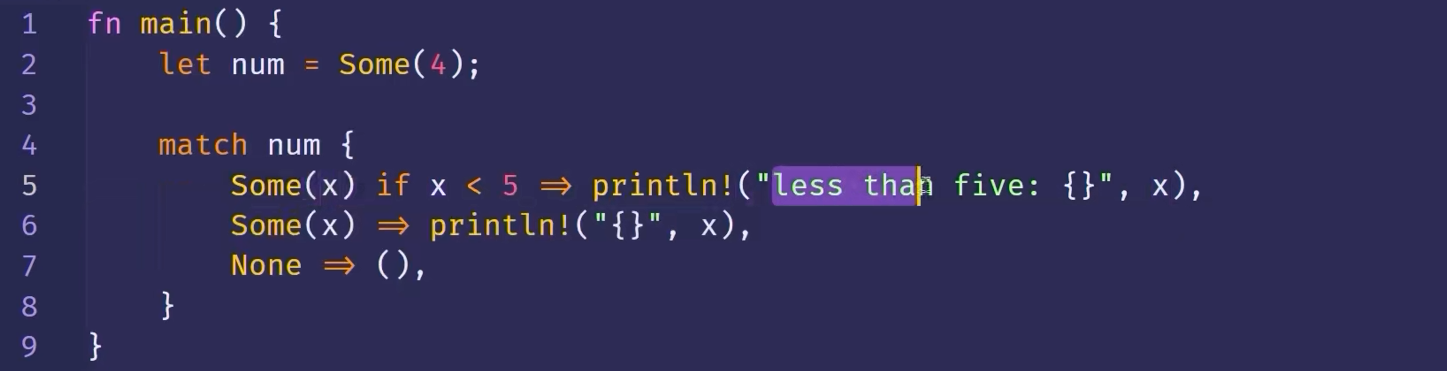 1 fn main() {
2     let num = Some(4);
3
4     match num {
5         Some(x) if x < 5 => println!("less than five: {}", x),
6         Some(x) => println!("{}", x),
7         None => (),
8     }
9 }